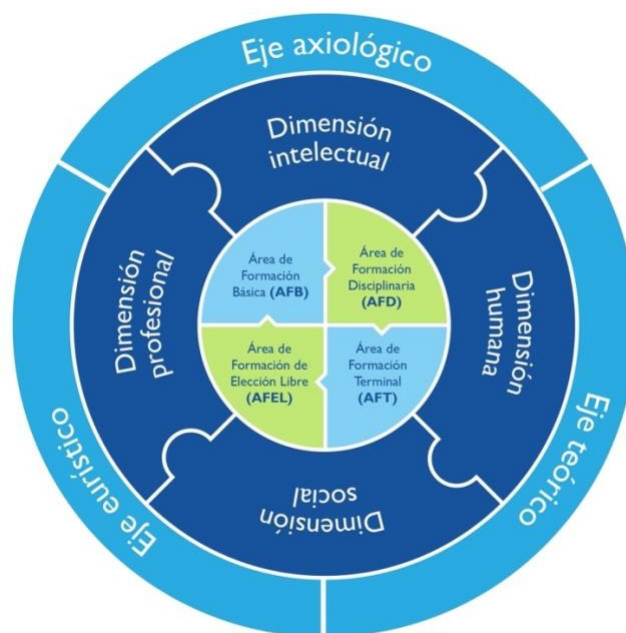 Eje axiológico
Dimensión
intelectual
Dimensión
profesional
Dimensión
humana
Dimensión
social
Área de
Formación
Básica (AFB)
Área de
Formación
Disciplinaria
(AFD)
Área de
Formación de
Elección Libre
(AFEL)
Área de
Formación
Terminal
(AFT)
Eje eurístico
Eje teórico